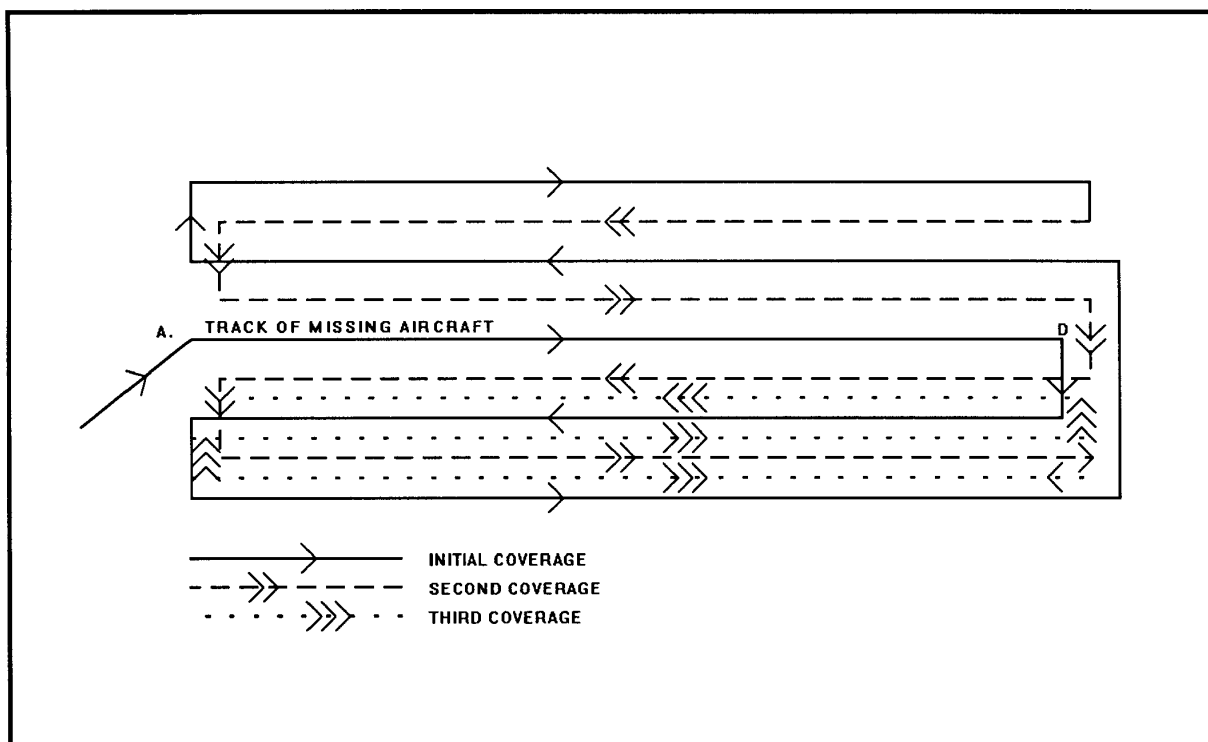 A. TRACK OF MISSING AIRCRAFT D
INITIAL COVERAGE
SECOND COVERAGE
THIRD COVERAGE